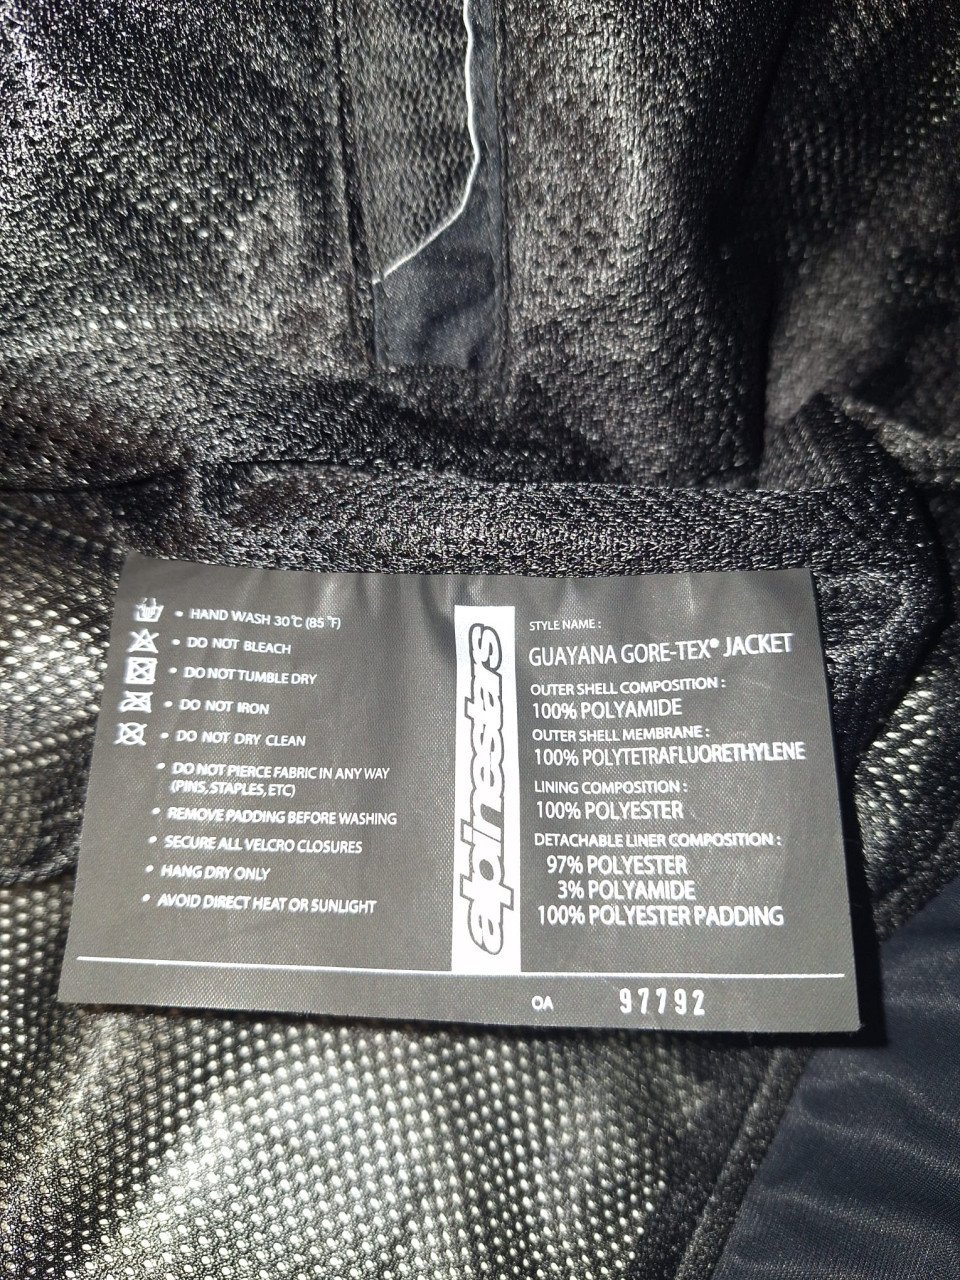 • HAND WASH 30℃ (85 °F)
• DO NOT BLEACH
• DO NOT TUMBLE DRY
• DO NOT IRON
• DO NOT DRY CLEAN
• DO NOT PIERCE FABRIC IN ANY WAY
(PINS, STAPLES, ETC)
• REMOVE PADDING BEFORE WASHING
• SECURE ALL VELCRO CLOSURES
• HANG DRY ONLY
• AVOID DIRECT HEAT OR SUNLIGHT
alpinestars
STYLE NAME :
GUAYANA GORE-TEX® JACKET
OUTER SHELL COMPOSITION :
100% POLYAMIDE
OUTER SHELL MEMBRANE :
100% POLYTETRAFLUORETHYLENE
LINING COMPOSITION :
100% POLYESTER
DETACHABLE LINER COMPOSITION :
97% POLYESTER
3% POLYAMIDE
100% POLYESTER PADDING
OA 97792